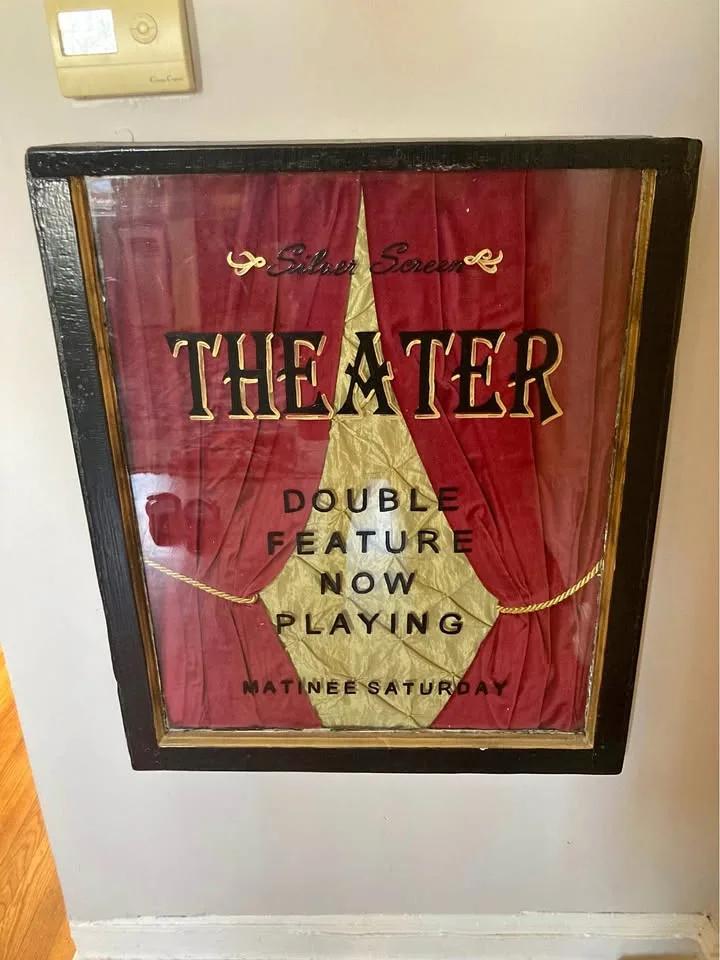 Silver Screen
THEATER
DOUBLE
FEATURE
NOW
PLAYING
MATINEE SATURDAY